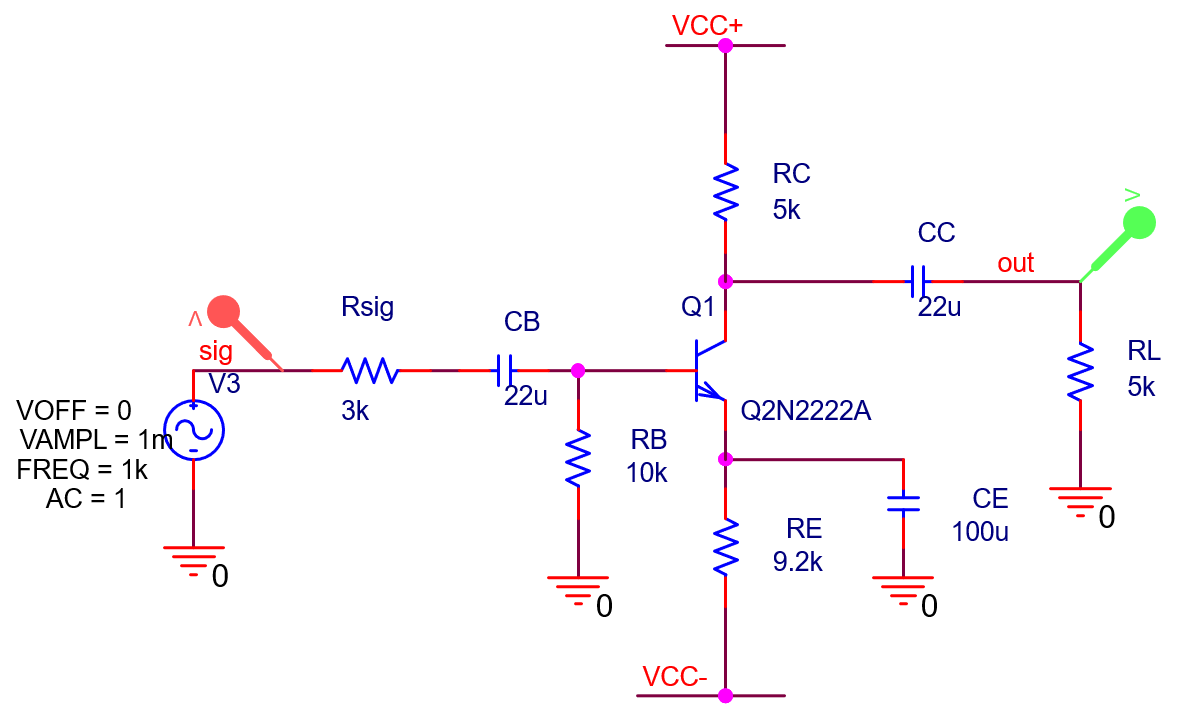 VCC+
RC
5k
>
CC
22u
out
Q1
Rsig
3k
CB
22u
V
sig
V3
VOFF = 0
VAMPL = 1m
FREQ = 1k
AC = 1
0
RL
5k
0
Q2N2222A
RB
10k
0
RE
9.2k
CE
100u
0
VCC-